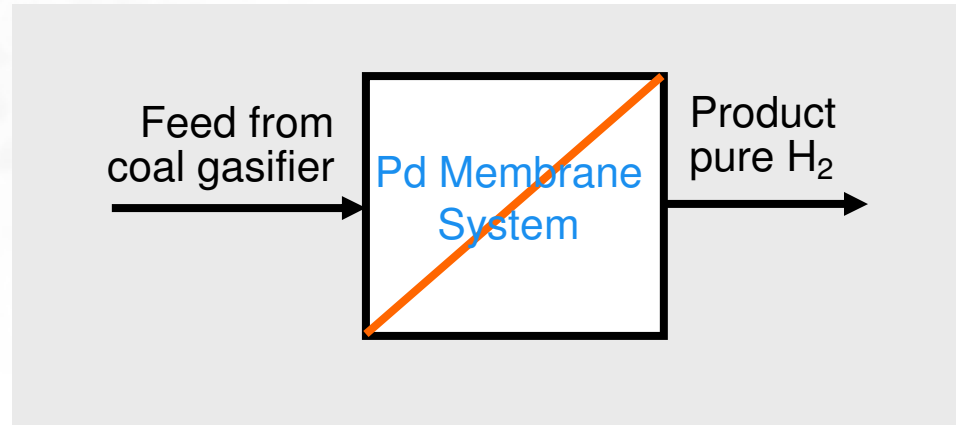 Feed from
coal gasifier
Pd Membrane
System
Product
pure H₂